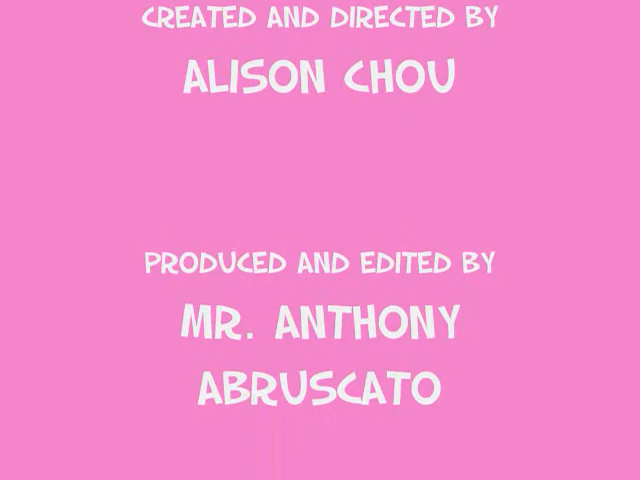 CREATED AND DIRECTED BY
ALISON CHOU
PRODUCED AND EDITED BY
MR. ANTHONY
ABRUSCATO